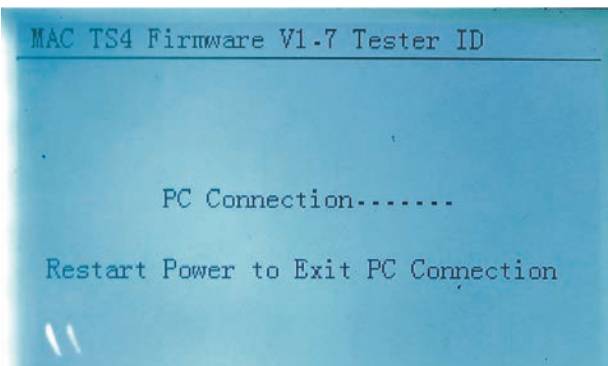 MAC TS4 Firmware V1-7 Tester ID
PC Connection-------
Restart Power to Exit PC Connection